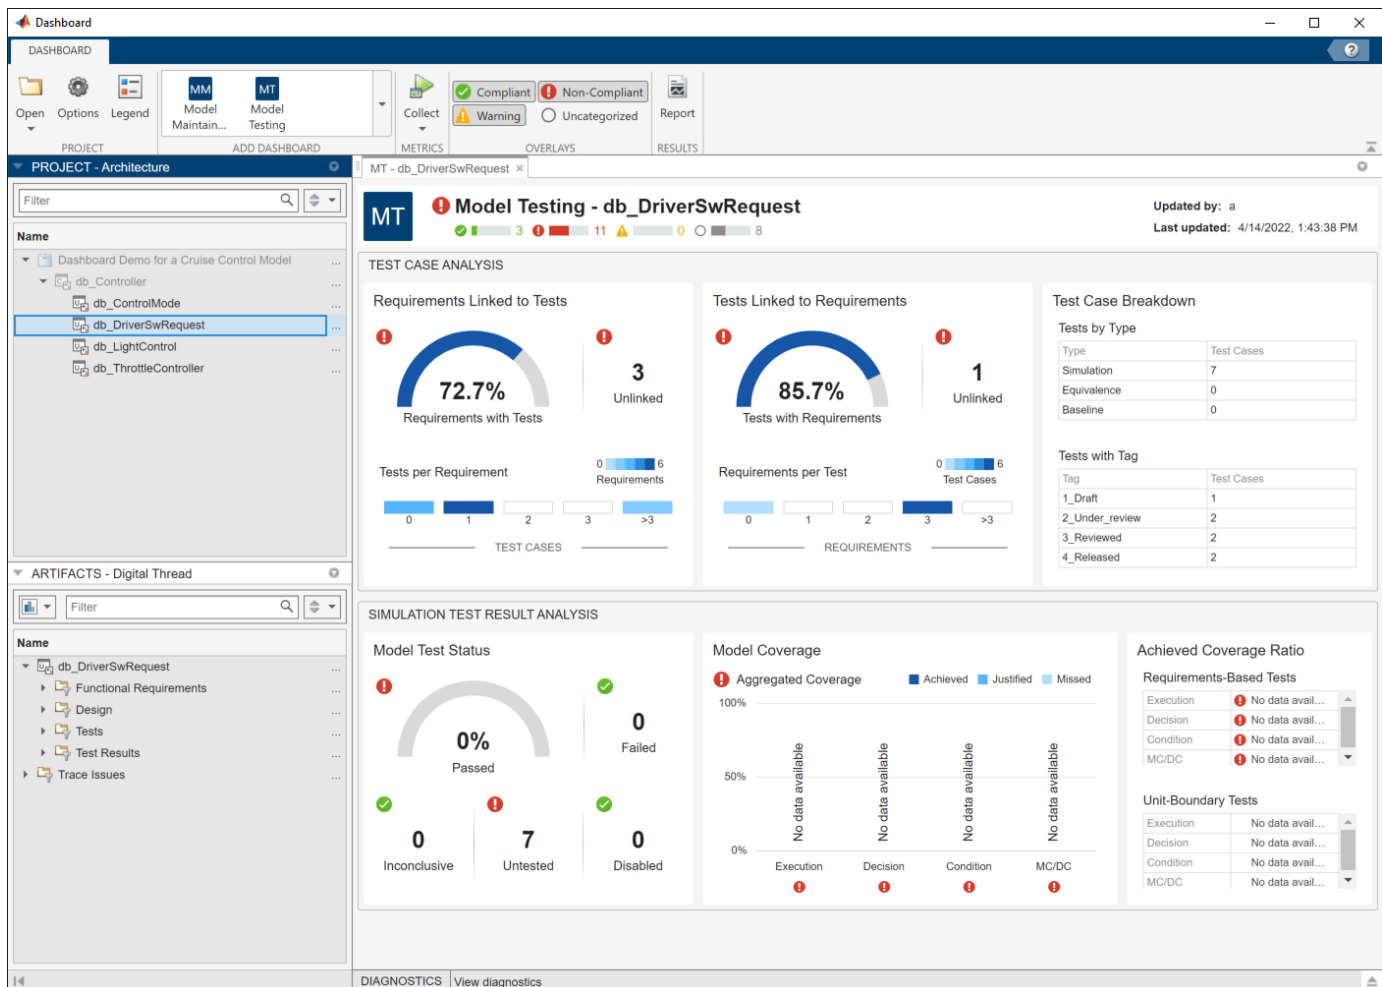 Dashboard
DASHBOARD
?
Open
Options
Legend
MM
Model
Maintain...
MT
Model
Testing
Collect
Compliant
Non-Compliant
Warning
Uncategorized
Report
PROJECT
ADD DASHBOARD
METRICS
OVERLAYS
RESULTS
PROJECT - Architecture
Filter
Name
Dashboard Demo for a Cruise Control Model ...
db_Controller ...
db_ControlMode ...
db_DriverSwRequest ...
db_LightControl ...
db_ThrottleController ...
ARTIFACTS - Digital Thread
Filter
Name
db_DriverSwRequest ...
Functional Requirements ...
Design ...
Tests ...
Test Results ...
Trace Issues ...
MT - db_DriverSwRequest
MT
Model Testing - db_DriverSwRequest
3 11 0 8
Updated by: a
Last updated: 4/14/2022, 1:43:38 PM
TEST CASE ANALYSIS
Requirements Linked to Tests
72.7%
Requirements with Tests
3
Unlinked
Tests per Requirement
0 6
Requirements
0 1 2 3 >3
TEST CASES
Tests Linked to Requirements
85.7%
Tests with Requirements
1
Unlinked
Requirements per Test
0 6
Test Cases
0 1 2 3 >3
REQUIREMENTS
Test Case Breakdown
Tests by Type
Type Test Cases
Simulation 7
Equivalence 0
Baseline 0
Tests with Tag
Tag Test Cases
1_Draft 1
2_Under_review 2
3_Reviewed 2
4_Released 2
SIMULATION TEST RESULT ANALYSIS
Model Test Status
0%
Passed
0
Failed
0
Inconclusive
7
Untested
0
Disabled
Model Coverage
Aggregated Coverage
Achieved Justified Missed
100%
50%
0%
No data available
No data available
No data available
No data available
Execution Decision Condition MC/DC
Achieved Coverage Ratio
Requirements-Based Tests
Execution No data avail...
Decision No data avail...
Condition No data avail...
MC/DC No data avail...
Unit-Boundary Tests
Execution No data avail...
Decision No data avail...
Condition No data avail...
MC/DC No data avail...
DIAGNOSTICS View diagnostics